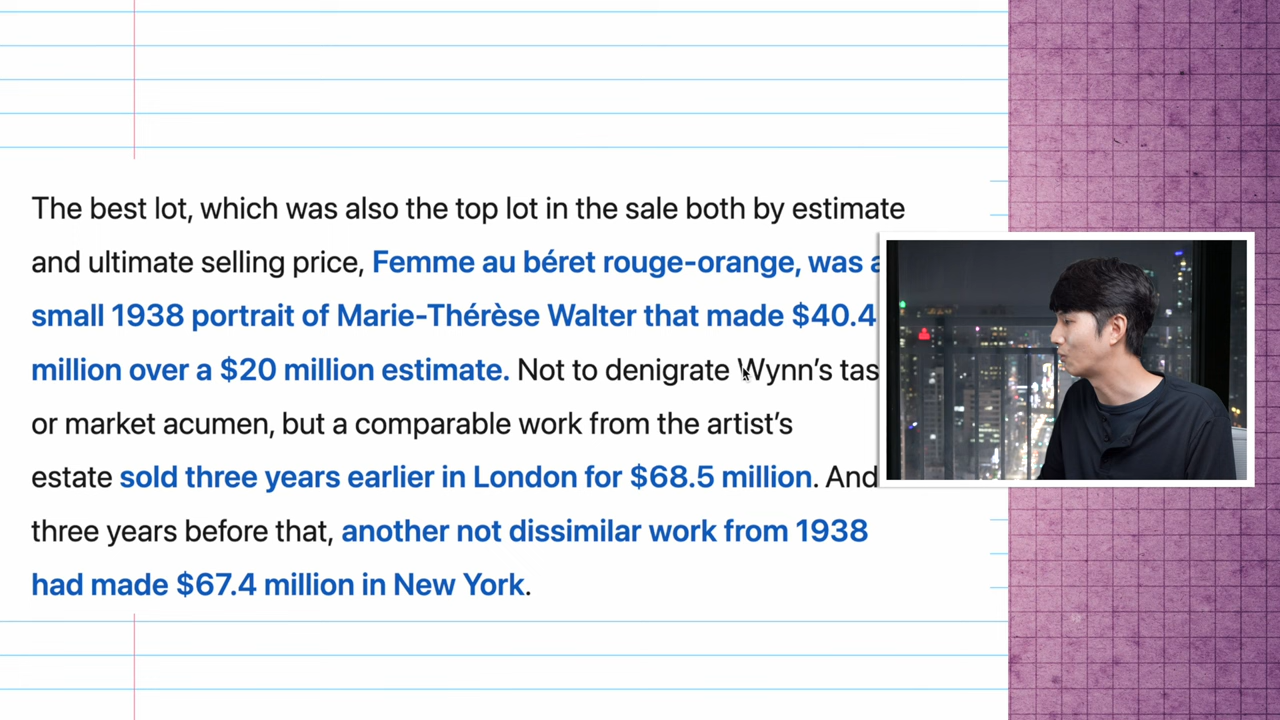 The best lot, which was also the top lot in the sale both by estimate
and ultimate selling price, Femme au béret rouge-orange, was a
small 1938 portrait of Marie-Thérèse Walter that made $40.4
million over a $20 million estimate. Not to denigrate Wynn’s
or market acumen, but a comparable work from the artist’s
estate sold three years earlier in London for $68.5 million. And
three years before that, another not dissimilar work from 1938
had made $67.4 million in New York.